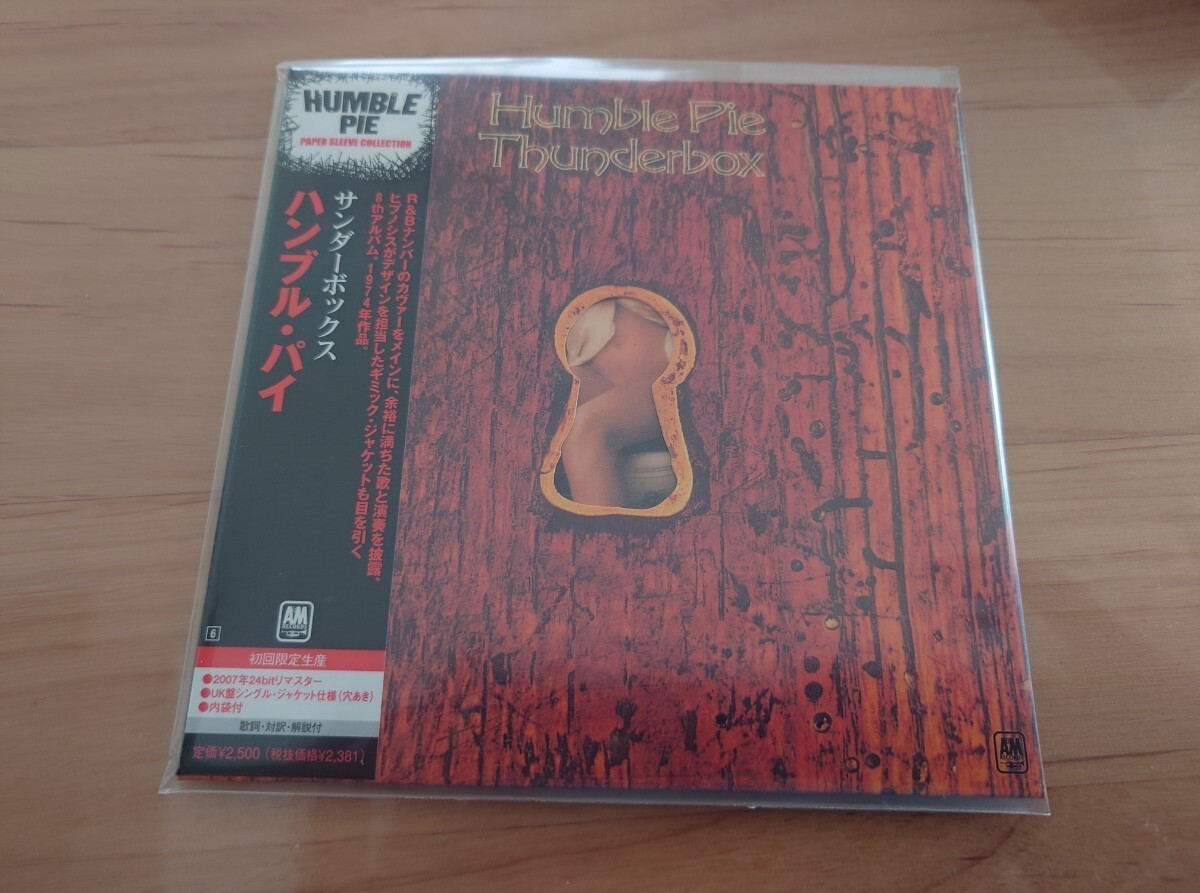 HUMBLE
PIE
PAPER SLEEVE COLLECTION
サンダーボックス
ハンブル・パイ
R&Bナンバーのカヴァーをメインに、余裕に満ちた歌と演奏を披露。
ヒプノシスがデザインを担当したギミック・ジャケットも目を引く
8thアルバム。1974年作品。
AM
RECORDS
6
初回限定生産
●2007年24bitリマスター
●UK盤シングル・ジャケット仕様(穴あき)
●内袋付
歌詞・対訳・解説付
定価¥2,500(税抜価格¥2,381)
Humble Pie
Thunderbox
AM
RECORDS